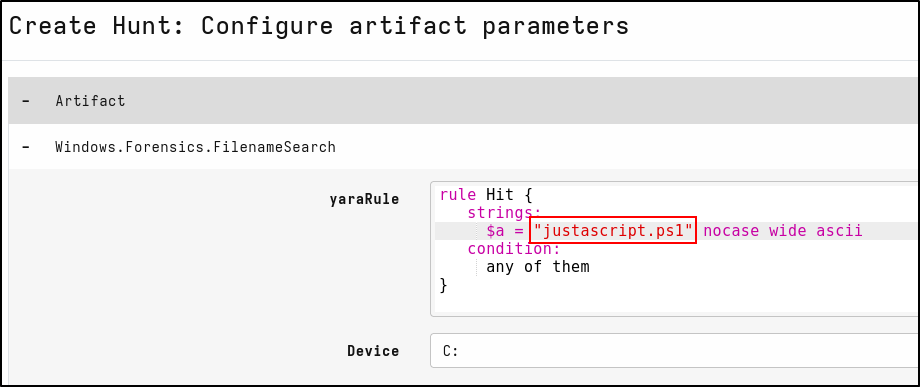 Create Hunt: Configure artifact parameters
- Artifact
- Windows.Forensics.FilenameSearch
yaraRule
rule Hit {
strings:
$a = "justascript.ps1" nocase wide ascii
condition:
any of them
}
Device
C: